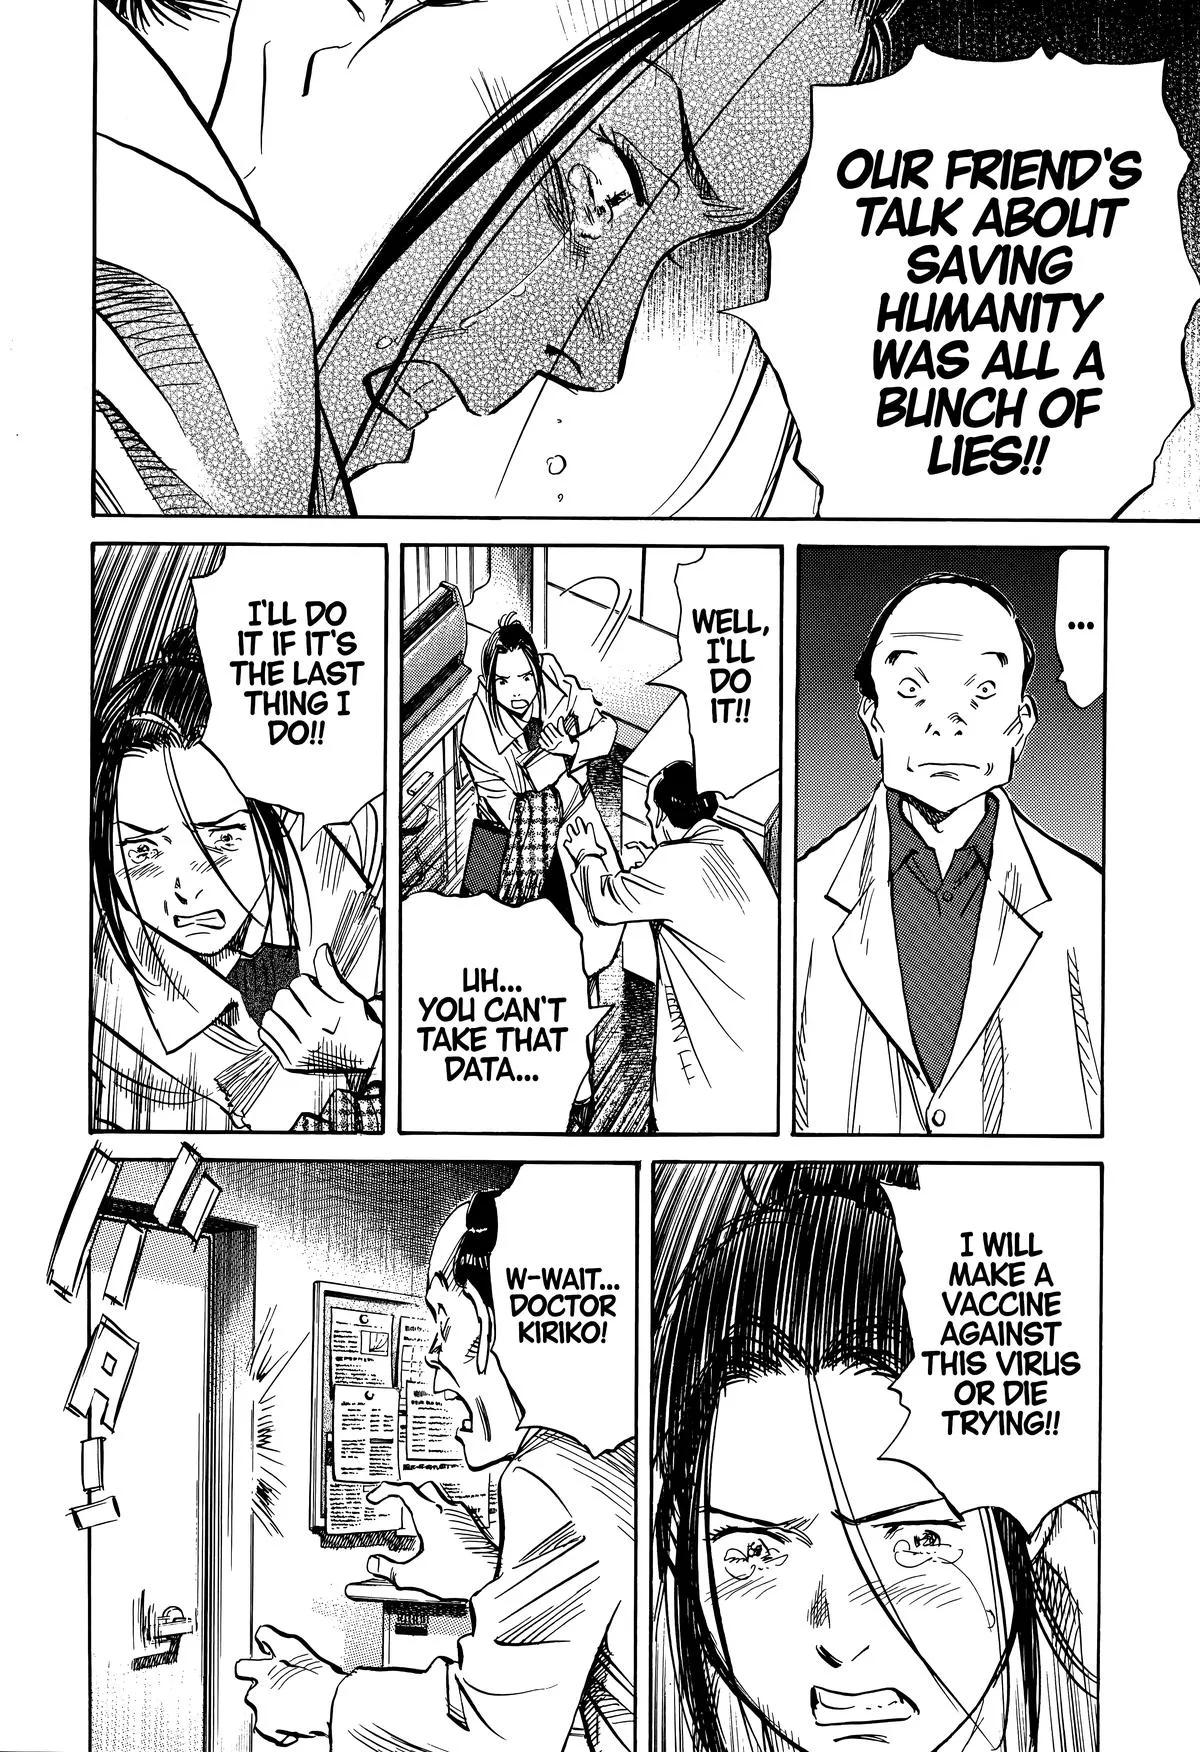 OUR FRIEND'S
TALK ABOUT
SAVING
HUMANITY
WAS ALL A
BUNCH OF
LIES!!
...
WELL,
I'LL
DO
IT!!
UH...
YOU CAN'T
TAKE THAT
DATA...
I'LL DO
IT IF IT'S
THE LAST
THING I
DO!!
I WILL
MAKE A
VACCINE
AGAINST
THIS VIRUS
OR DIE
TRYING!!
W-WAIT...
DOCTOR
KIRIKO!